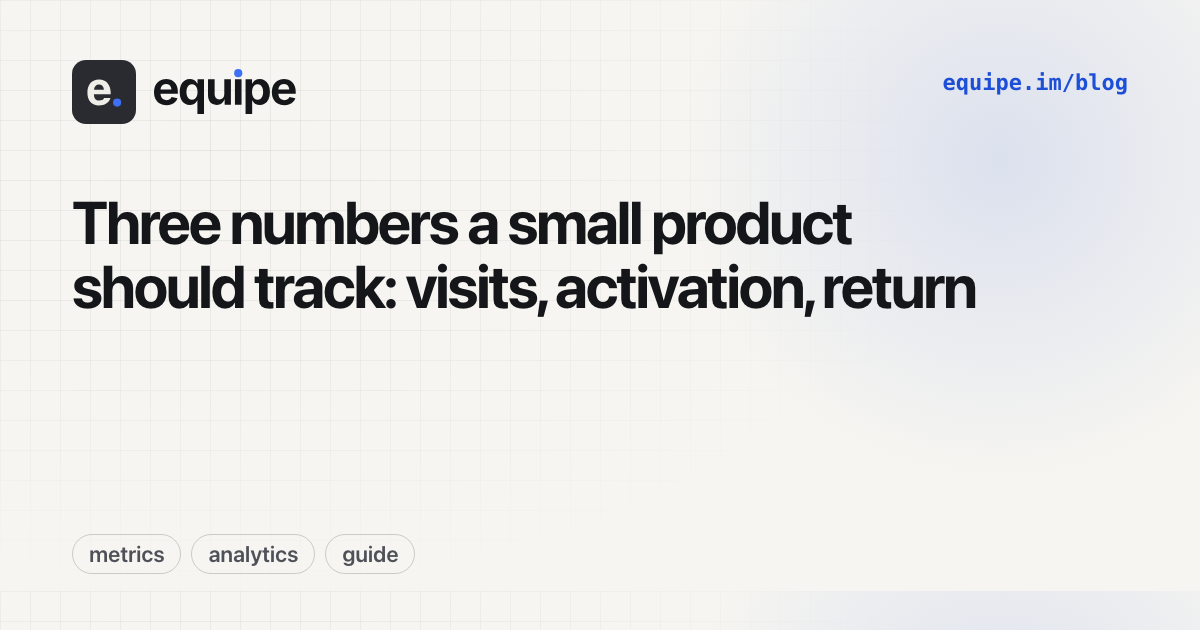 e.
equipe
equipe.im/blog
Three numbers a small product
should track: visits, activation, return
metrics
analytics
guide